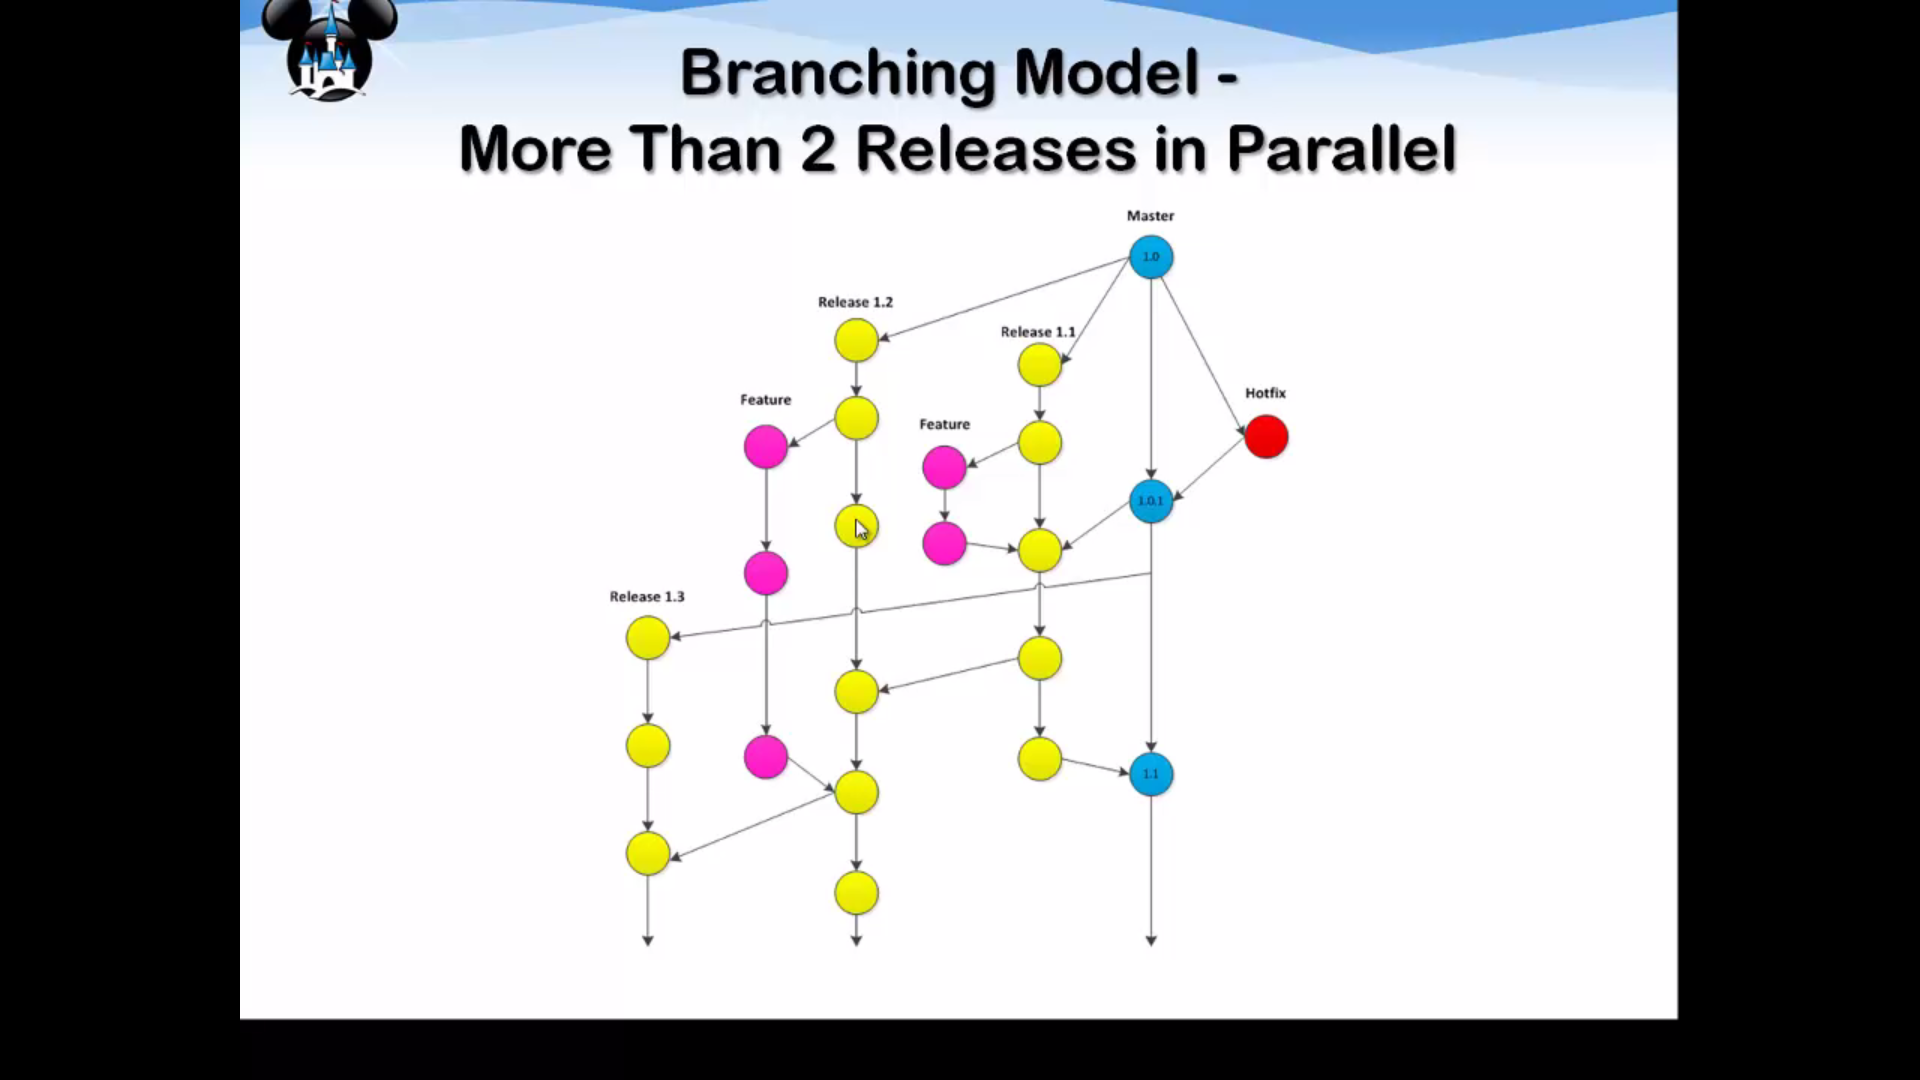 Branching Model -
More Than 2 Releases in Parallel
Master
1.0
Release 1.2
Release 1.1
Hotfix
Feature
Feature
1.0.1
Release 1.3
1.1